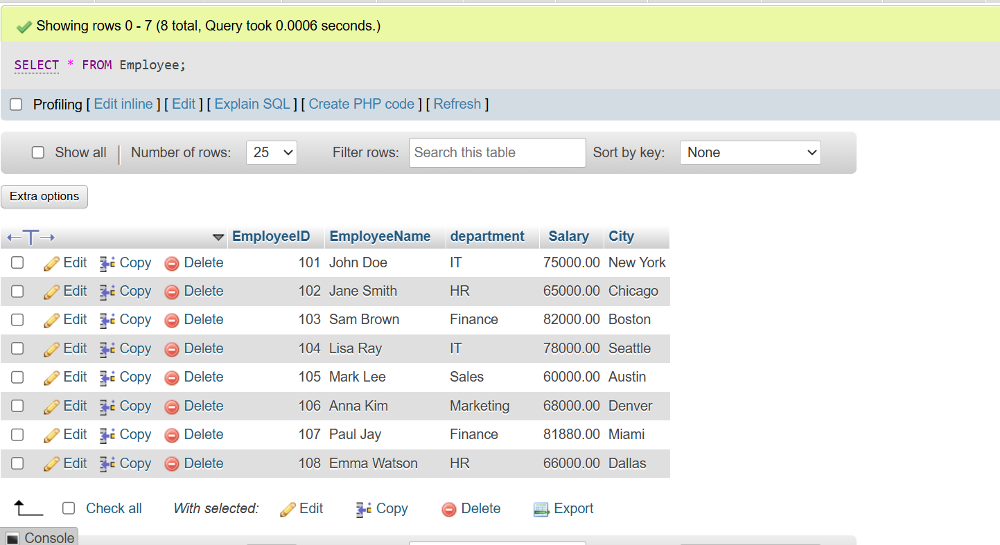 Showing rows 0 - 7 (8 total, Query took 0.0006 seconds.)
SELECT * FROM Employee;
Profiling [ Edit inline ] [ Edit ] [ Explain SQL ] [ Create PHP code ] [ Refresh ]
Show all | Number of rows: 25 Filter rows: Search this table Sort by key: None
Extra options
←T→ EmployeeID EmployeeName department Salary City
Edit Copy Delete 101 John Doe IT 75000.00 New York
Edit Copy Delete 102 Jane Smith HR 65000.00 Chicago
Edit Copy Delete 103 Sam Brown Finance 82000.00 Boston
Edit Copy Delete 104 Lisa Ray IT 78000.00 Seattle
Edit Copy Delete 105 Mark Lee Sales 60000.00 Austin
Edit Copy Delete 106 Anna Kim Marketing 68000.00 Denver
Edit Copy Delete 107 Paul Jay Finance 81880.00 Miami
Edit Copy Delete 108 Emma Watson HR 66000.00 Dallas
Check all With selected: Edit Copy Delete Export
Console